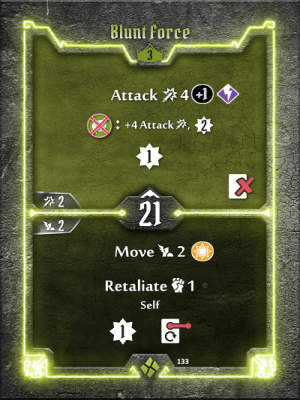 Blunt Force
3
Attack 4 +1
: +4 Attack , 2
1
2
21
2
Move 2
Retaliate 1
Self
1
133